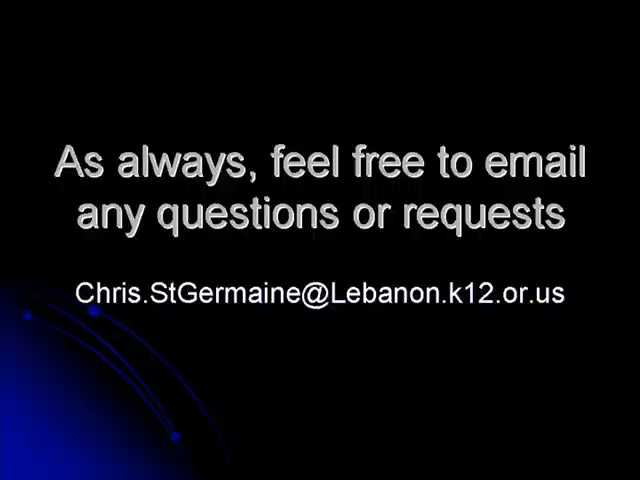 As always, feel free to email
any questions or requests
Chris.StGermaine@Lebanon.k12.or.us